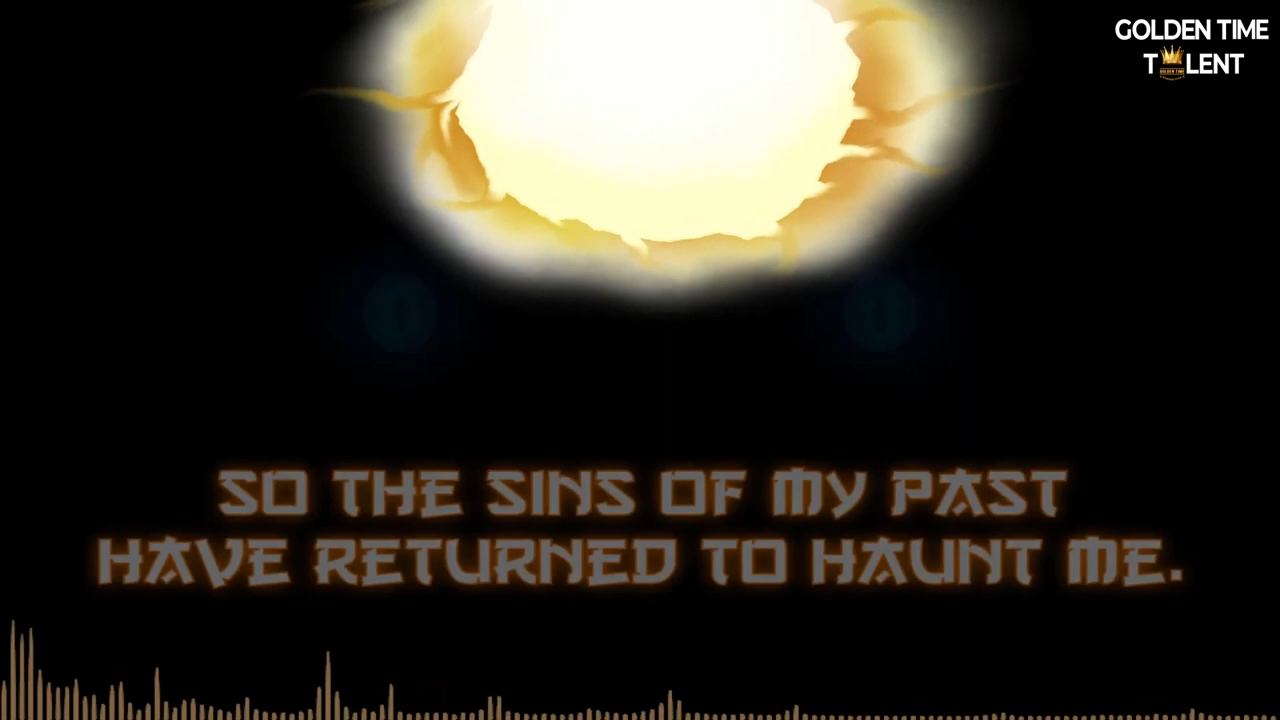 GOLDEN TIME
TALENT
SO THE SINS OF MY PAST
HAVE RETURNED TO HAUNT ME.